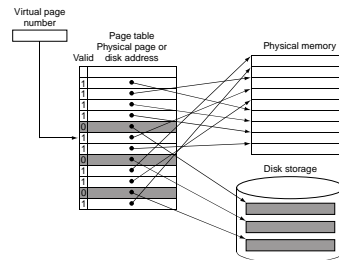 Virtual page
number
Page table
Physical page or
disk address
Valid
Physical memory
1
1
1
1
0
1
1
0
1
1
0
1
Disk storage